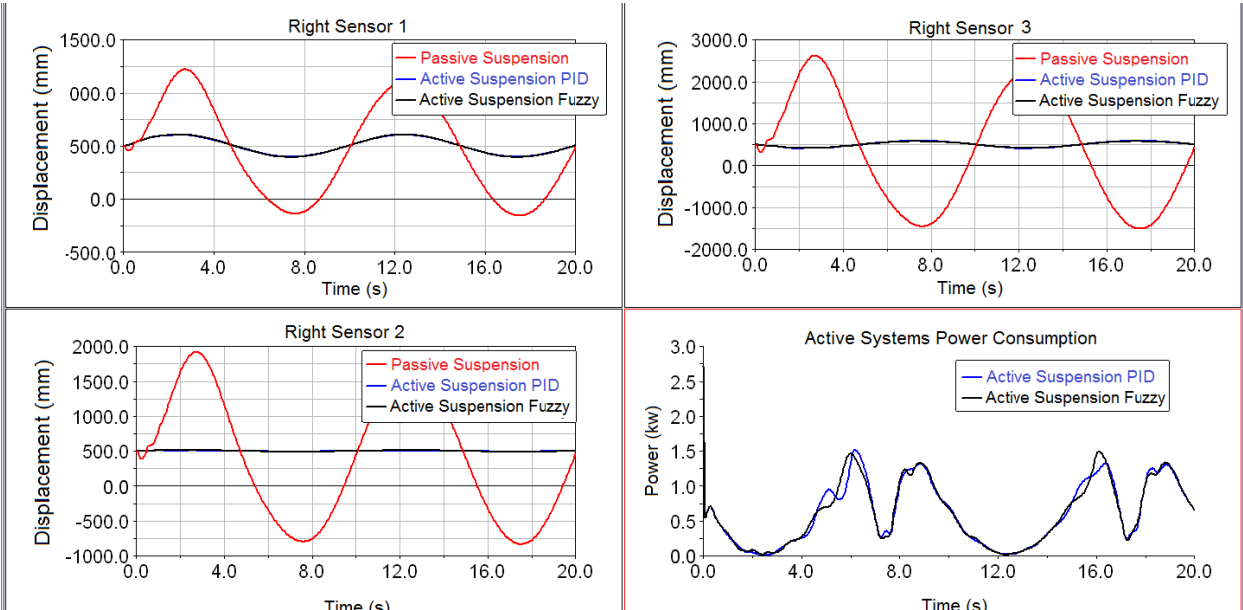 Right Sensor 1
Displacement (mm)
1500.0
000.0
500.0
0.0
-500.0
0.0 4.0 8.0 12.0 16.0 20.0
Time (s)
Passive Suspension
Active Suspension PID
Active Suspension Fuzzy
Right Sensor 3
Displacement (mm)
3000.0
2000.0
1000.0
0.0
-1000.0
-2000.0
0.0 4.0 8.0 12.0 16.0 20.0
Time (s)
Passive Suspension
Active Suspension PID
Active Suspension Fuzzy
Right Sensor 2
Displacement (mm)
2000.0
1500.0
1000.0
500.0
0.0
-500.0
-1000.0
0.0 4.0 8.0 12.0 16.0 20.0
Time (s)
Passive Suspension
Active Suspension PID
Active Suspension Fuzzy
Active Systems Power Consumption
Power (kw)
3.0
2.5
2.0
1.5
1.0
0.5
0.0
0.0 4.0 8.0 12.0 16.0 20.0
Time (s)
Active Suspension PID
Active Suspension Fuzzy